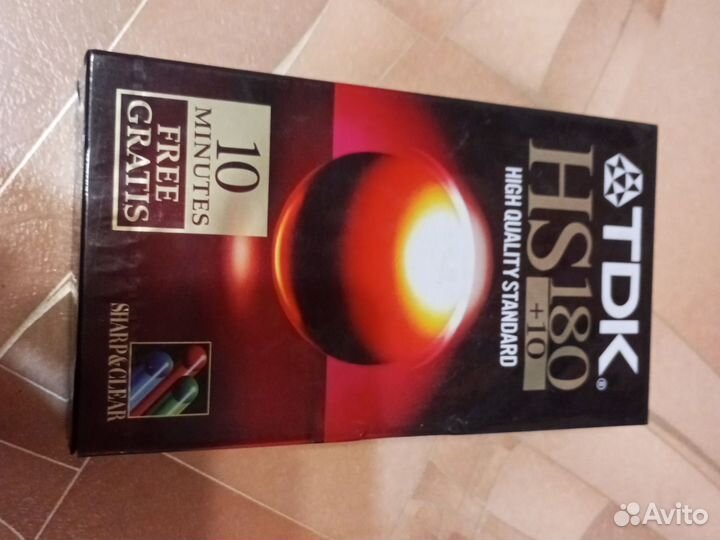 TDK®
HS180
+10
HIGH QUALITY STANDARD
10
MINUTES
FREE
GRATIS
SHARP&CLEAR
Avito